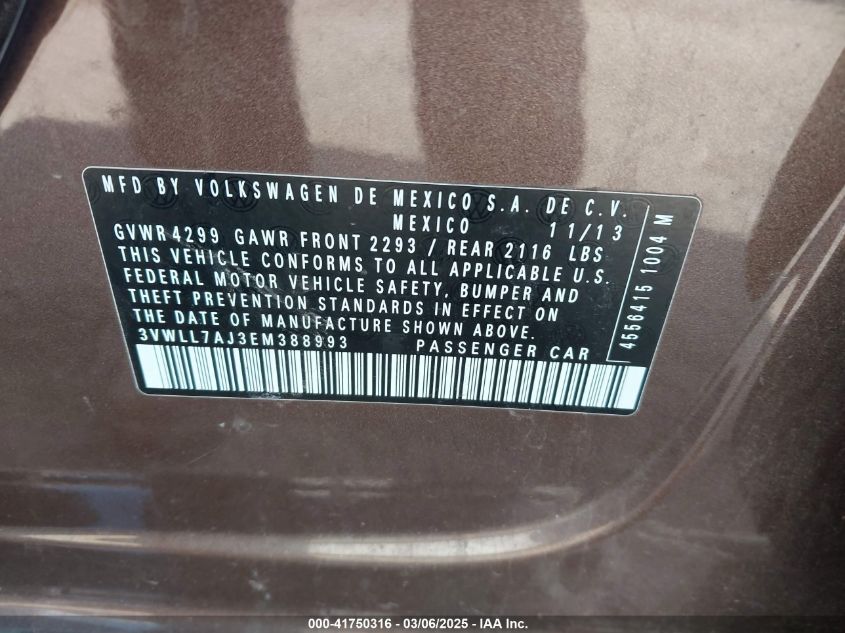 MFD BY VOLKSWAGEN DE MEXICO S.A. DE C.V.
MEXICO 11/13
GVWR 4299 GAWR FRONT 2293 / REAR 2116 LBS
THIS VEHICLE CONFORMS TO ALL APPLICABLE U.S.
FEDERAL MOTOR VEHICLE SAFETY, BUMPER AND
THEFT PREVENTION STANDARDS IN EFFECT ON
THE DATE OF MANUFACTURE SHOWN ABOVE.
3VWLL7AJ3EM388993 PASSENGER CAR
4556415 1004 M
000-41750316 - 03/06/2025 - IAA Inc.